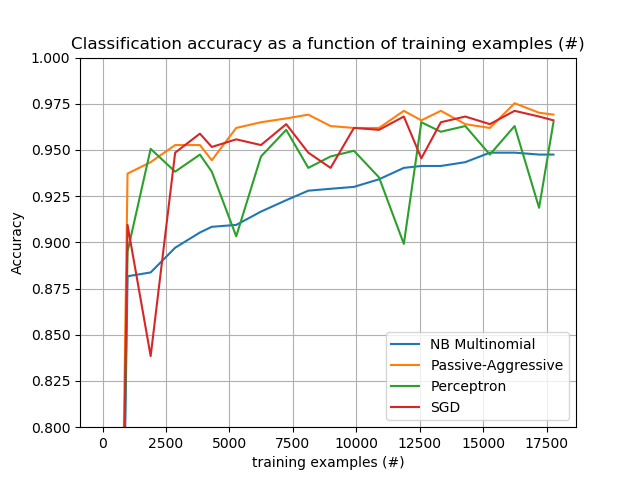 Classification accuracy as a function of training examples (#)
1.000
0.975
0.950
0.925
0.900
0.875
0.850
0.825
0.800
Accuracy
NB Multinomial
Passive-Aggressive
Perceptron
SGD
0 2500 5000 7500 10000 12500 15000 17500
training examples (#)